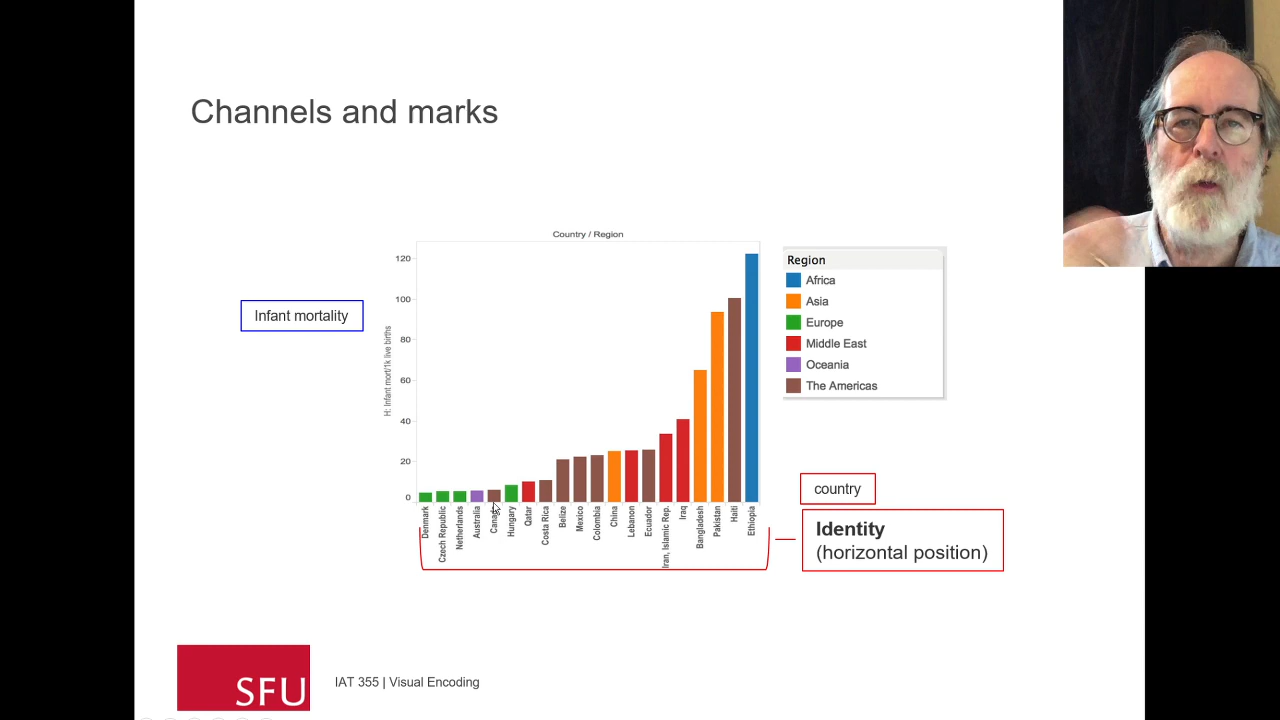 Channels and marks
Country / Region
Infant mortality
H: Infant mort/1k live births
120
100
80
60
40
20
0
Denmark
Czech Republic
Netherlands
Australia
Canada
Hungary
Qatar
Costa Rica
Belize
Mexico
Colombia
China
Lebanon
Ecuador
Iran, Islamic Rep.
Iraq
Bangladesh
Pakistan
Haiti
Ethiopia
Region
Africa
Asia
Europe
Middle East
Oceania
The Americas
country
Identity
(horizontal position)
SFU
IAT 355 | Visual Encoding